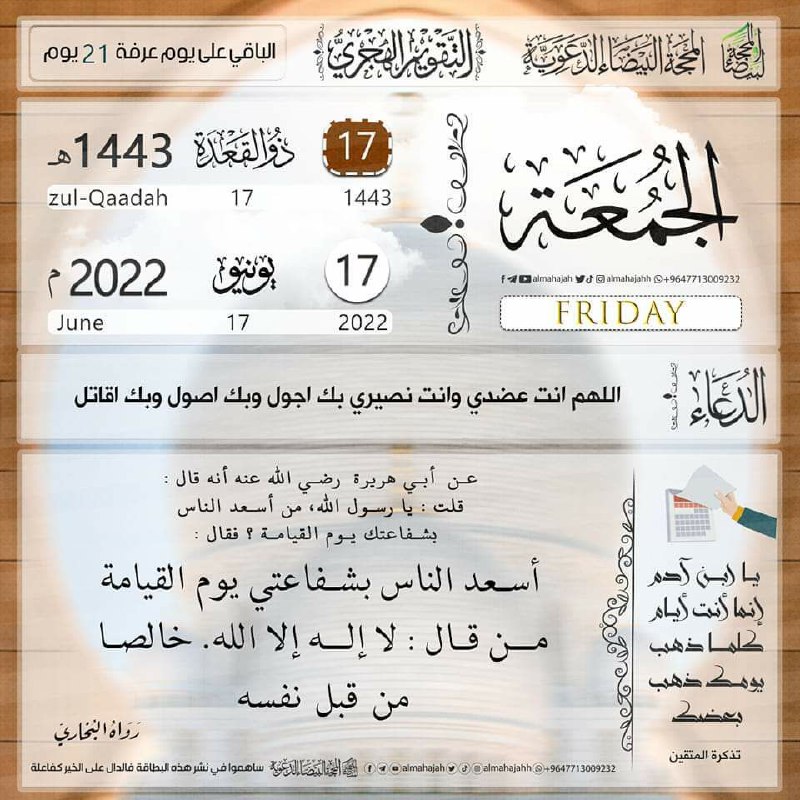 المحجة البيضاء الدعوية
التقويم الهجري
الباقي على يوم عرفة 21 يوم
الجمعة
almahajah almahajahh +9647713009232
FRIDAY
17 ذو القعدة 1443 هـ
zul-Qaadah 17 1443
17 يونيو 2022 م
June 17 2022
الدعاء
اللهم انت عضدي وانت نصيري بك اجول وبك اصول وبك اقاتل
عن أبي هريرة رضي الله عنه أنه قال :
قلت : يا رسول الله، من أسعد الناس
بشفاعتك يوم القيامة ؟ فقال :
أسعد الناس بشفاعتي يوم القيامة
من قال : لا إله إلا الله. خالصا
من قبل نفسه
رواه البخاري
يا ابن آدم
إنما أنت أيام
كلما ذهب
يومك ذهب
بعضك
تذكرة المتقين
ساهموا في نشر هذه البطاقة فالدال على الخير كفاعلة
المحجة البيضاء الدعوية
almahajah almahajahh +9647713009232